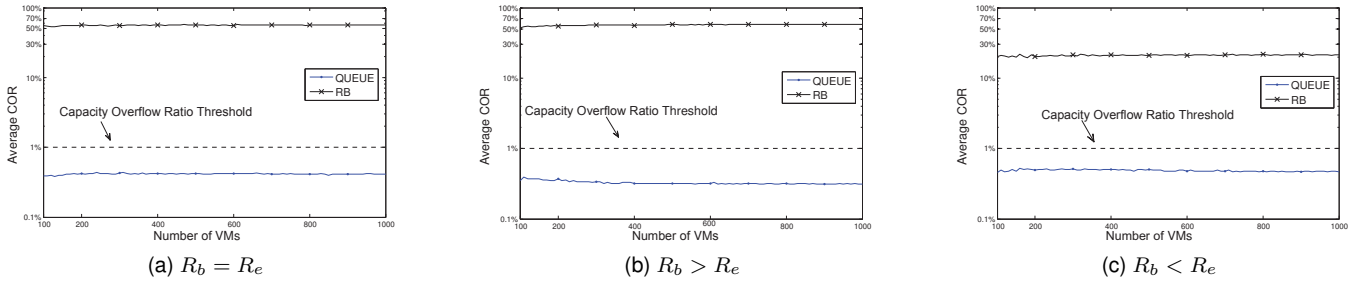 100%
70%
50%
30%
10%
1%
0.1%
Average COR
QUEUE
RB
Capacity Overflow Ratio Threshold
100 200 400 600 800 1000
Number of VMs
(a) R_b = R_e
100%
70%
50%
30%
10%
1%
0.1%
Average COR
QUEUE
RB
Capacity Overflow Ratio Threshold
100 200 400 600 800 1000
Number of VMs
(b) R_b > R_e
100%
70%
50%
30%
20%
10%
1%
0.1%
Average COR
QUEUE
RB
Capacity Overflow Ratio Threshold
100 200 400 600 800 1000
Number of VMs
(c) R_b < R_e